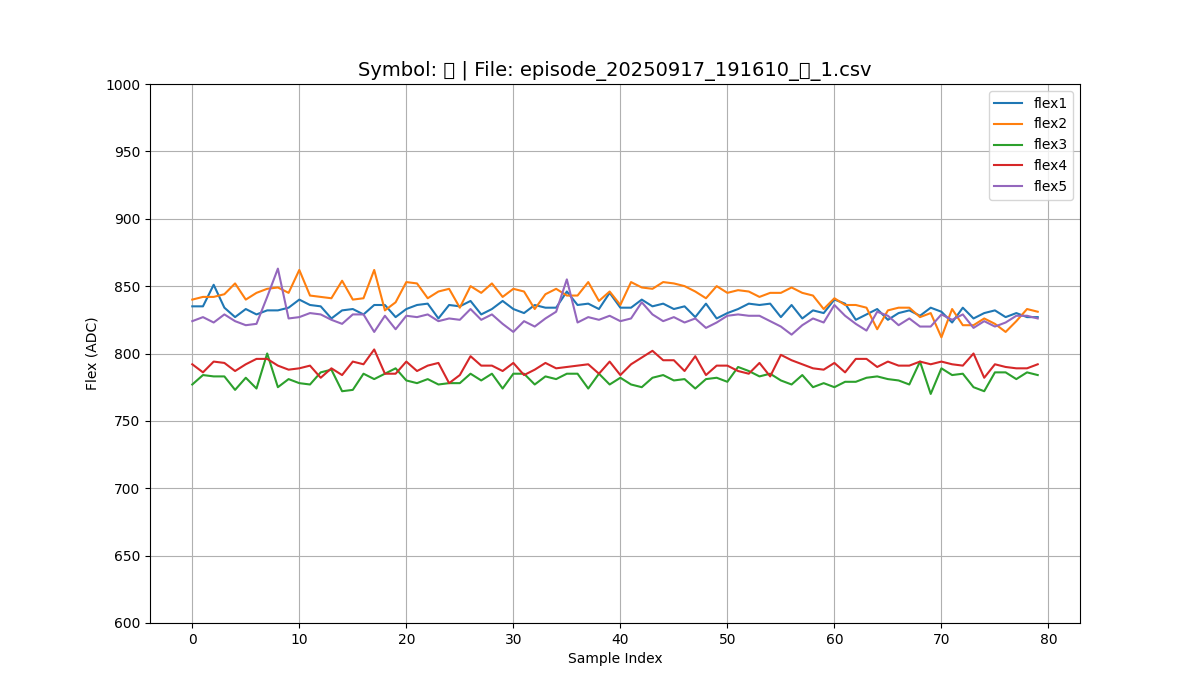 Symbol: | File: episode_20250917_191610_ _1.csv
1000
950
900
850
800
750
700
650
600
Flex (ADC)
flex1
flex2
flex3
flex4
flex5
0 10 20 30 40 50 60 70 80
Sample Index